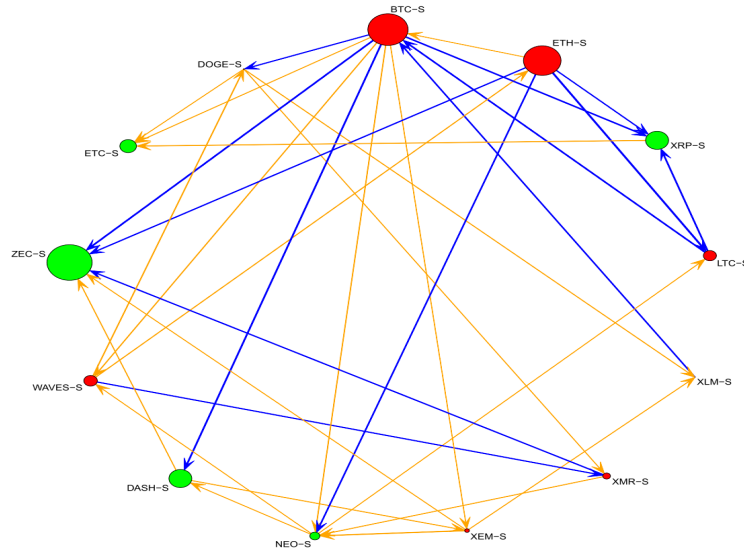 BTC−S
ETH−S
DOGE−S
ETC−S
XRP−S
ZEC−S
LTC−S
WAVES−S
XLM−S
DASH−S
XMR−S
NEO−S
XEM−S